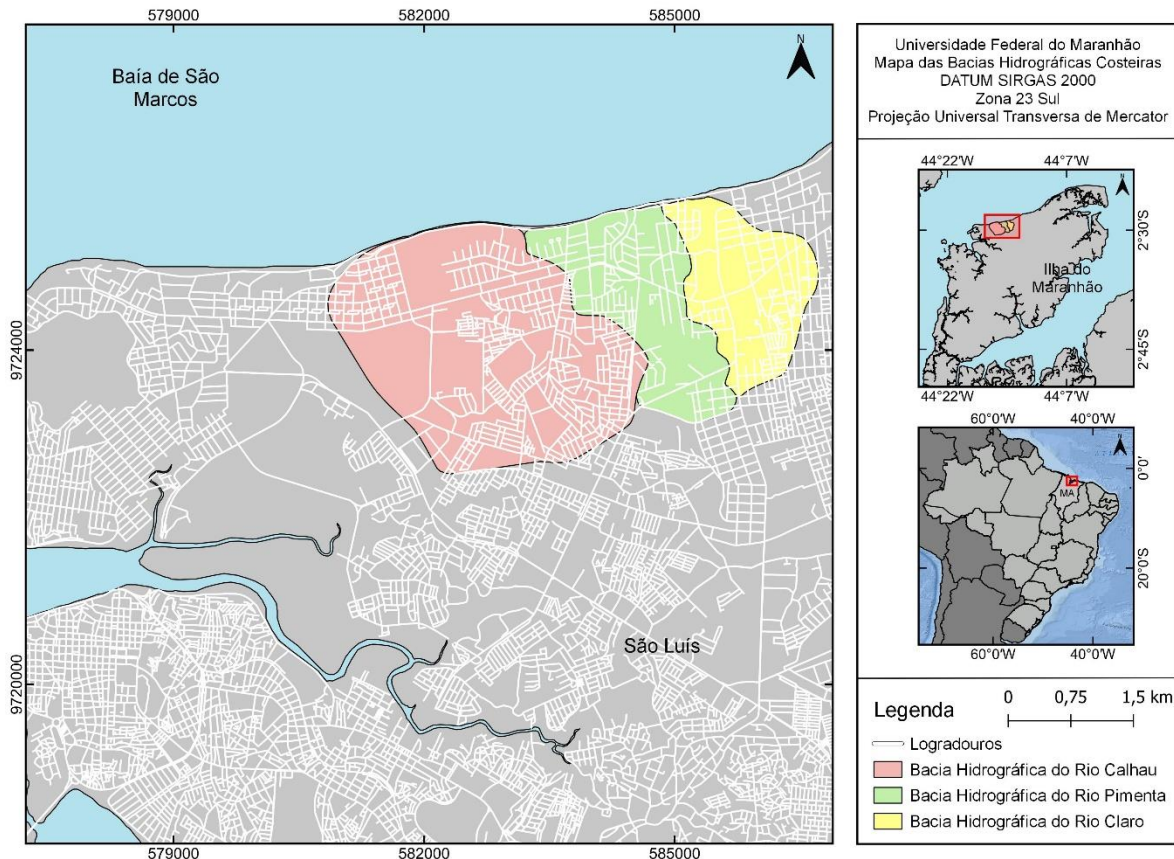 579000 582000 585000
N
Baía de São
Marcos
9724000
9720000
São Luís
579000 582000 585000
Universidade Federal do Maranhão
Mapa das Bacias Hidrográficas Costeiras
DATUM SIRGAS 2000
Zona 23 Sul
Projeção Universal Transversa de Mercator
44°22'W 44°7'W
N
2°30'S
Ilha do
Maranhão
2°45'S
44°22'W 44°7'W
60°0'W 40°0'W
N
0°0'
MA
20°0'S
60°0'W 40°0'W
Legenda
0 0,75 1,5 km
Logradouros
Bacia Hidrográfica do Rio Calhau
Bacia Hidrográfica do Rio Pimenta
Bacia Hidrográfica do Rio Claro